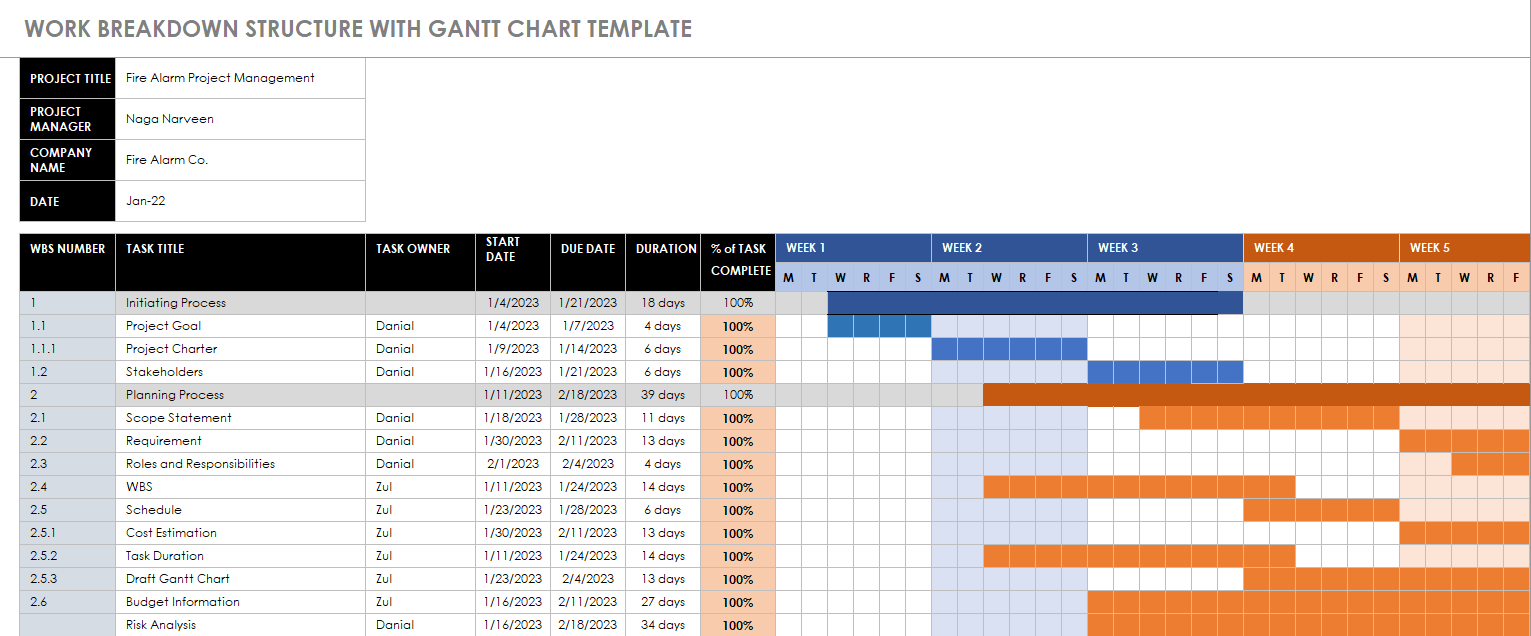 WORK BREAKDOWN STRUCTURE WITH GANTT CHART TEMPLATE
PROJECT TITLE Fire Alarm Project Management
PROJECT MANAGER Naga Narveen
COMPANY NAME Fire Alarm Co.
DATE Jan-22
WBS NUMBER TASK TITLE TASK OWNER START DATE DUE DATE DURATION % of TASK COMPLETE WEEK 1 WEEK 2 WEEK 3 WEEK 4 WEEK 5
M T W R F S M T W R F S M T W R F S M T W R F S M T W R F
1 Initiating Process 1/4/2023 1/21/2023 18 days 100%
1.1 Project Goal Danial 1/4/2023 1/7/2023 4 days 100%
1.1.1 Project Charter Danial 1/9/2023 1/14/2023 6 days 100%
1.2 Stakeholders Danial 1/16/2023 1/21/2023 6 days 100%
2 Planning Process 1/11/2023 2/18/2023 39 days 100%
2.1 Scope Statement Danial 1/18/2023 1/28/2023 11 days 100%
2.2 Requirement Danial 1/30/2023 2/11/2023 13 days 100%
2.3 Roles and Responsibilities Danial 2/1/2023 2/4/2023 4 days 100%
2.4 WBS Zul 1/11/2023 1/24/2023 14 days 100%
2.5 Schedule Zul 1/23/2023 1/28/2023 6 days 100%
2.5.1 Cost Estimation Zul 1/30/2023 2/11/2023 13 days 100%
2.5.2 Task Duration Zul 1/11/2023 1/24/2023 14 days 100%
2.5.3 Draft Gantt Chart Zul 1/23/2023 2/4/2023 13 days 100%
2.6 Budget Information Zul 1/16/2023 2/11/2023 27 days 100%
Risk Analysis Danial 1/16/2023 2/18/2023 34 days 100%